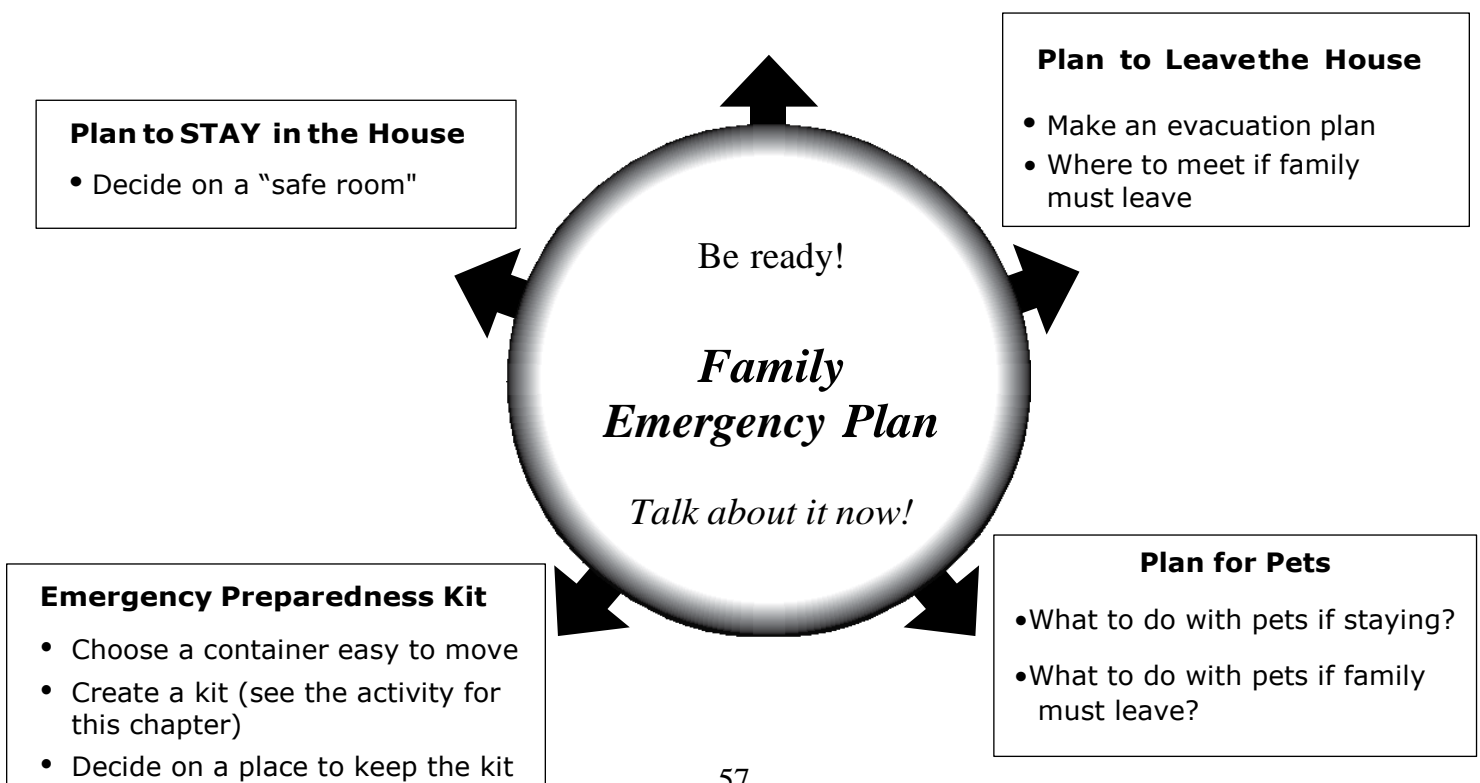 Plan to Leavethe House
• Make an evacuation plan
• Where to meet if family
must leave
Plan to STAY in the House
• Decide on a “safe room"
Be ready!
Family
Emergency Plan
Talk about it now!
Emergency Preparedness Kit
• Choose a container easy to move
• Create a kit (see the activity for
this chapter)
• Decide on a place to keep the kit
Plan for Pets
•What to do with pets if staying?
•What to do with pets if family
must leave?
57